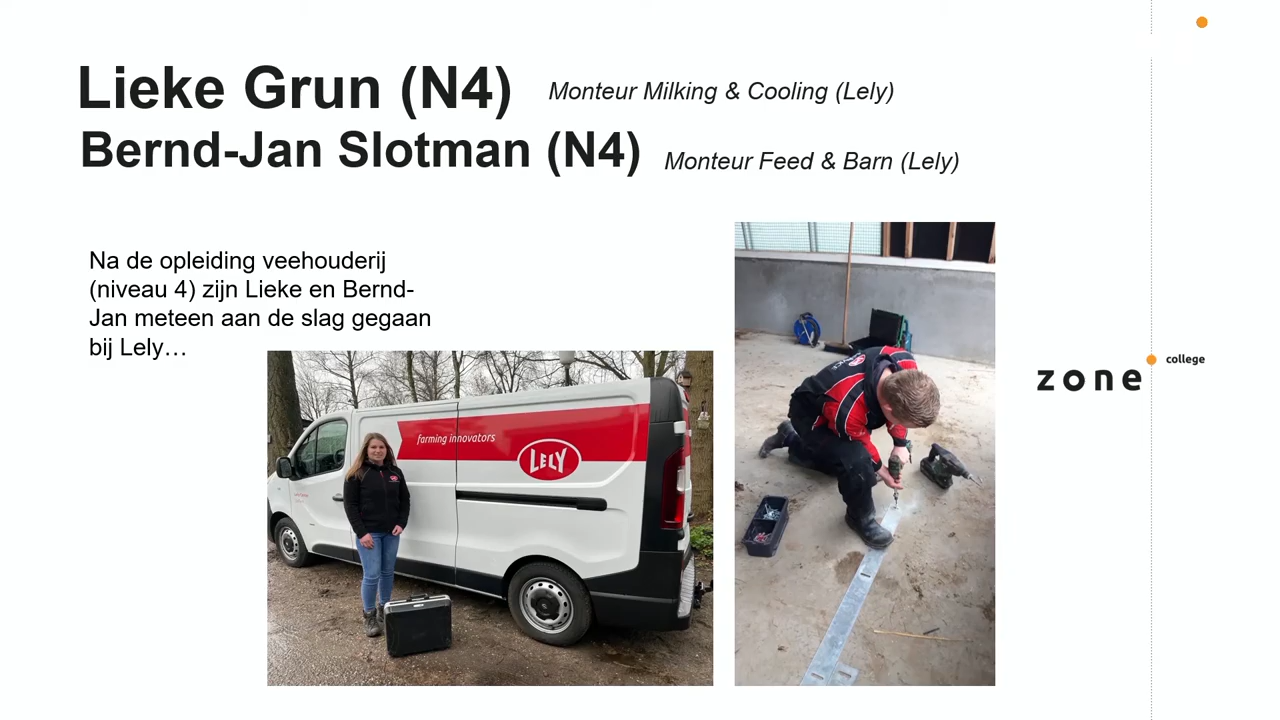 Lieke Grun (N4) Monteur Milking & Cooling (Lely)
Bernd-Jan Slotman (N4) Monteur Feed & Barn (Lely)
Na de opleiding veehouderij
(niveau 4) zijn Lieke en Bernd-
Jan meteen aan de slag gegaan
bij Lely…
farming innovators
LELY
zone college